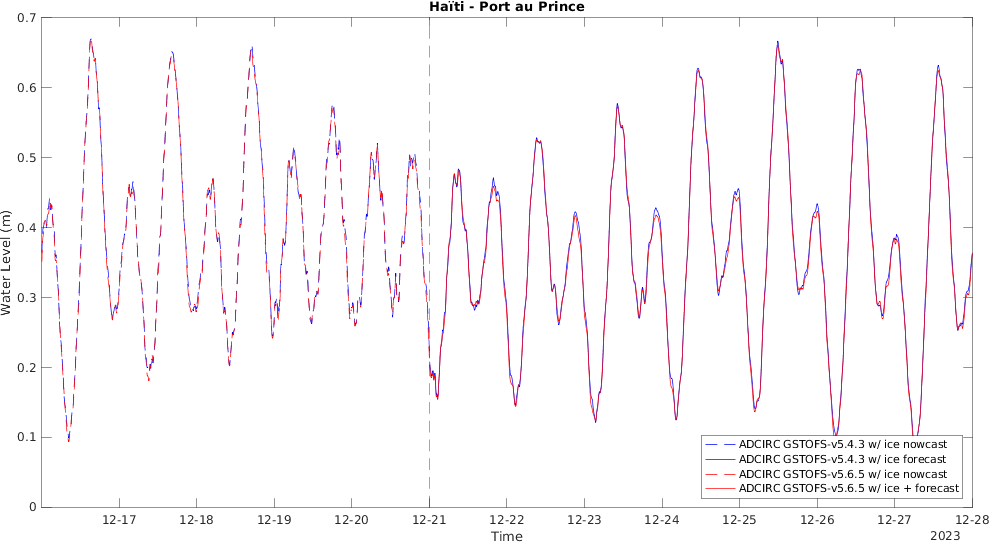 Haïti - Port au Prince
Water Level (m)
0.7
0.6
0.5
0.4
0.3
0.2
0.1
0
ADCIRC GSTOFS-v5.4.3 w/ ice nowcast
ADCIRC GSTOFS-v5.4.3 w/ ice forecast
ADCIRC GSTOFS-v5.6.5 w/ ice nowcast
ADCIRC GSTOFS-v5.6.5 w/ ice + forecast
12-17 12-18 12-19 12-20 12-21 12-22 12-23 12-24 12-25 12-26 12-27 12-28
Time
2023